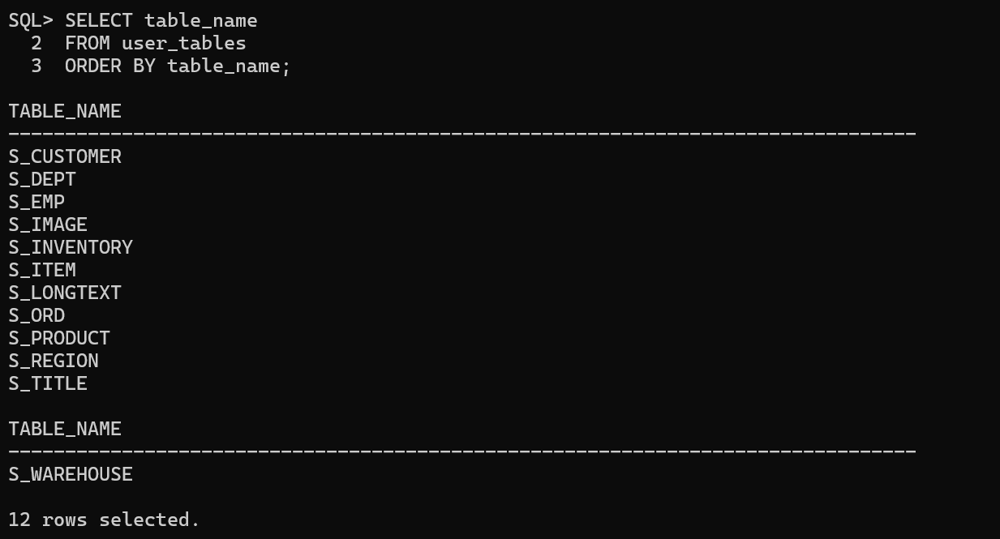 SQL> SELECT table_name
  2  FROM user_tables
  3  ORDER BY table_name;
TABLE_NAME
--------------------------------------------------------------------------------
S_CUSTOMER
S_DEPT
S_EMP
S_IMAGE
S_INVENTORY
S_ITEM
S_LONGTEXT
S_ORD
S_PRODUCT
S_REGION
S_TITLE
TABLE_NAME
--------------------------------------------------------------------------------
S_WAREHOUSE
12 rows selected.